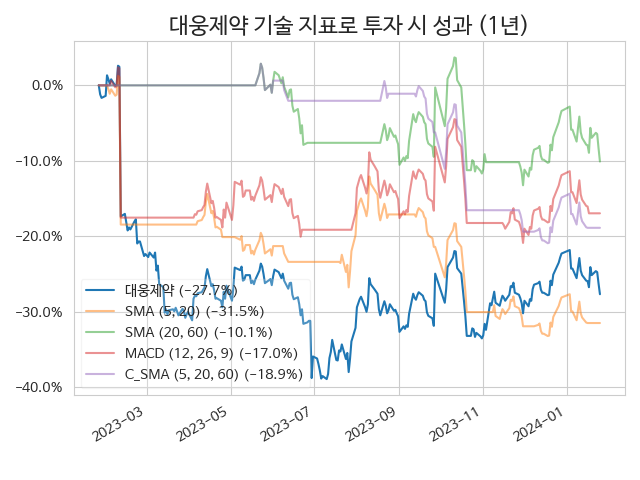 대웅제약 기술 지표로 투자 시 성과 (1년)
0.0%
−10.0%
−20.0%
−30.0%
−40.0%
대웅제약 (−27.7%)
SMA (5, 20) (−31.5%)
SMA (20, 60) (−10.1%)
MACD (12, 26, 9) (−17.0%)
C_SMA (5, 20, 60) (−18.9%)
2023−03
2023−05
2023−07
2023−09
2023−11
2024−01